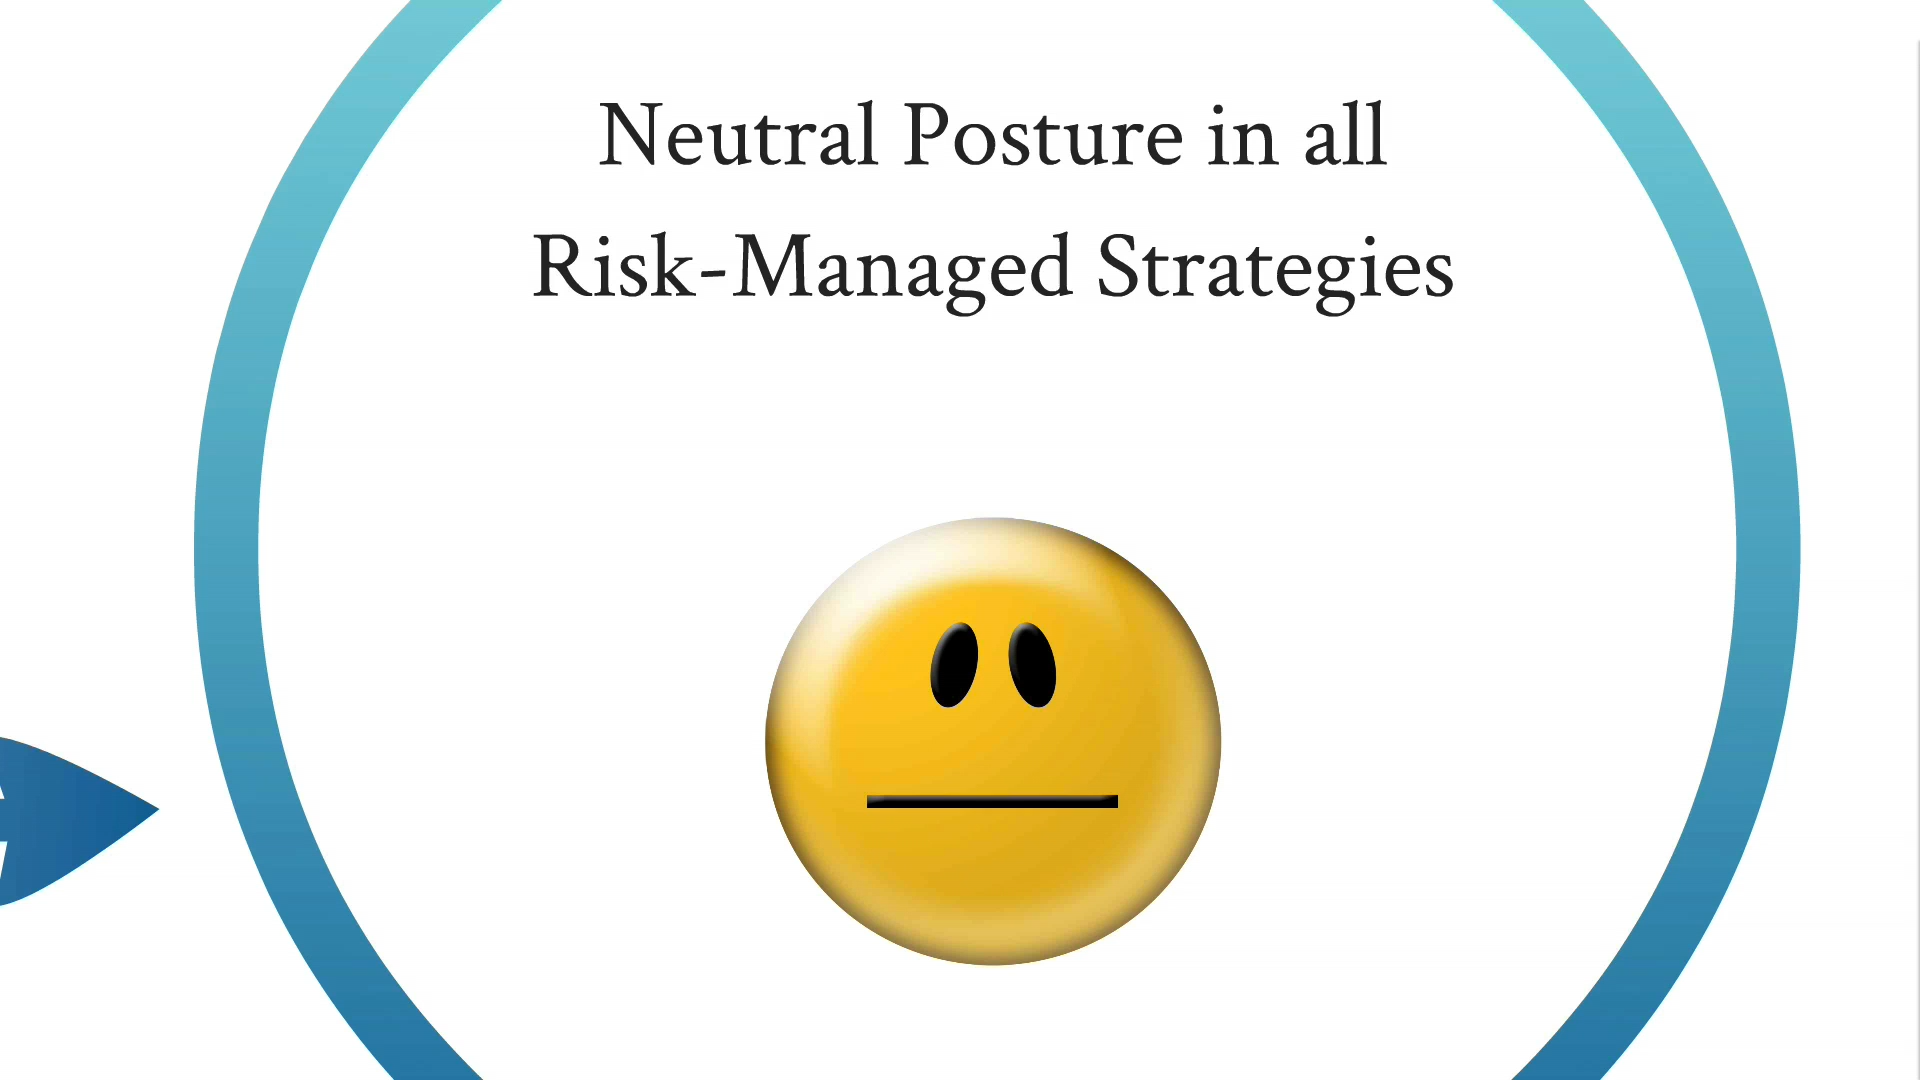 Neutral Posture in all
Risk-Managed Strategies